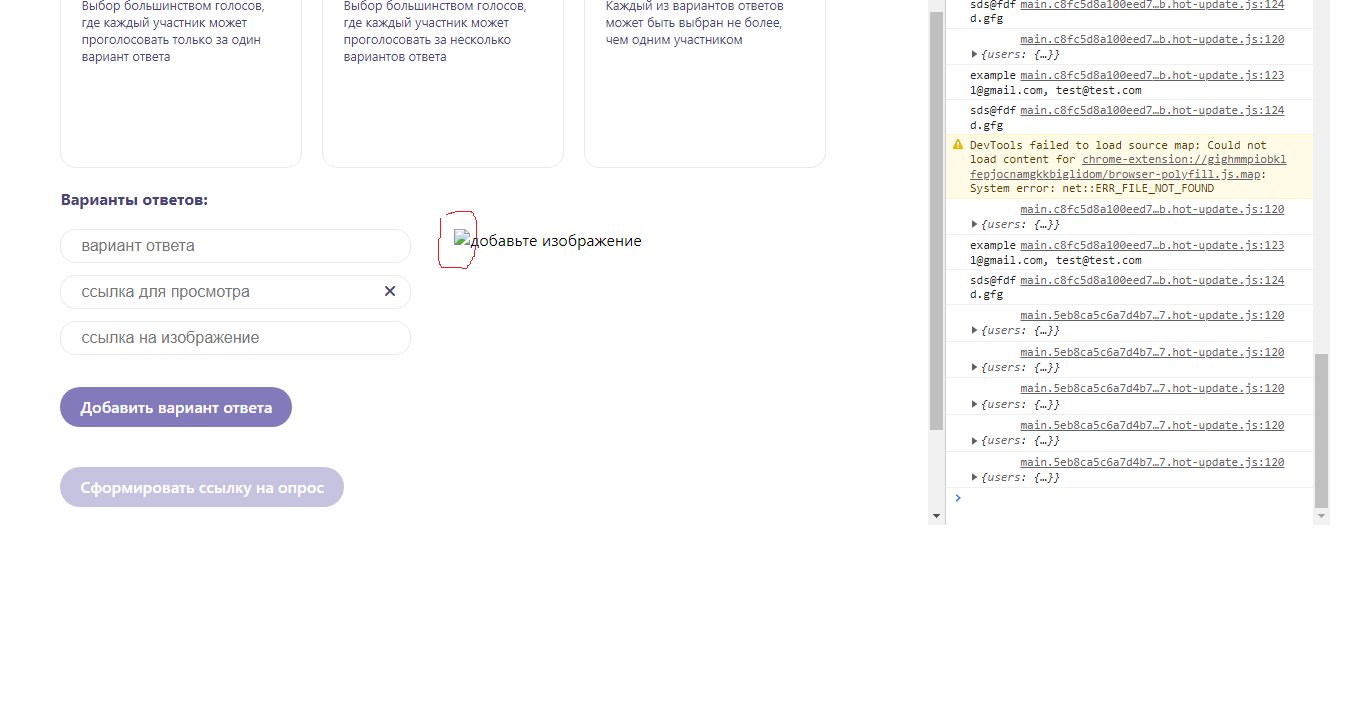 Выбор большинством голосов,
где каждый участник может
проголосовать только за один
вариант ответа
Выбор большинством голосов,
где каждый участник может
проголосовать за несколько
вариантов ответа
Каждый из вариантов ответов
может быть выбран не более,
чем одним участником
Варианты ответов:
вариант ответа
ссылка для просмотра
ссылка на изображение
добавьте изображение
Добавить вариант ответа
Сформировать ссылку на опрос
sds@fdf main.c8fc5d8a100eed7…b.hot-update.js:124
d.gfg
main.c8fc5d8a100eed7…b.hot-update.js:120
{users: {…}}
example main.c8fc5d8a100eed7…b.hot-update.js:123
1@gmail.com, test@test.com
sds@fdf main.c8fc5d8a100eed7…b.hot-update.js:124
d.gfg
DevTools failed to load source map: Could not
load content for chrome-extension://gighmmpiobkl
fepjocnamgkkbiglidom/browser-polyfill.js.map:
System error: net::ERR_FILE_NOT_FOUND
main.c8fc5d8a100eed7…b.hot-update.js:120
{users: {…}}
example main.c8fc5d8a100eed7…b.hot-update.js:123
1@gmail.com, test@test.com
sds@fdf main.c8fc5d8a100eed7…b.hot-update.js:124
d.gfg
main.5eb8ca5c6a7d4b7…7.hot-update.js:120
{users: {…}}
main.5eb8ca5c6a7d4b7…7.hot-update.js:120
{users: {…}}
main.5eb8ca5c6a7d4b7…7.hot-update.js:120
{users: {…}}
main.5eb8ca5c6a7d4b7…7.hot-update.js:120
{users: {…}}
main.5eb8ca5c6a7d4b7…7.hot-update.js:120
{users: {…}}